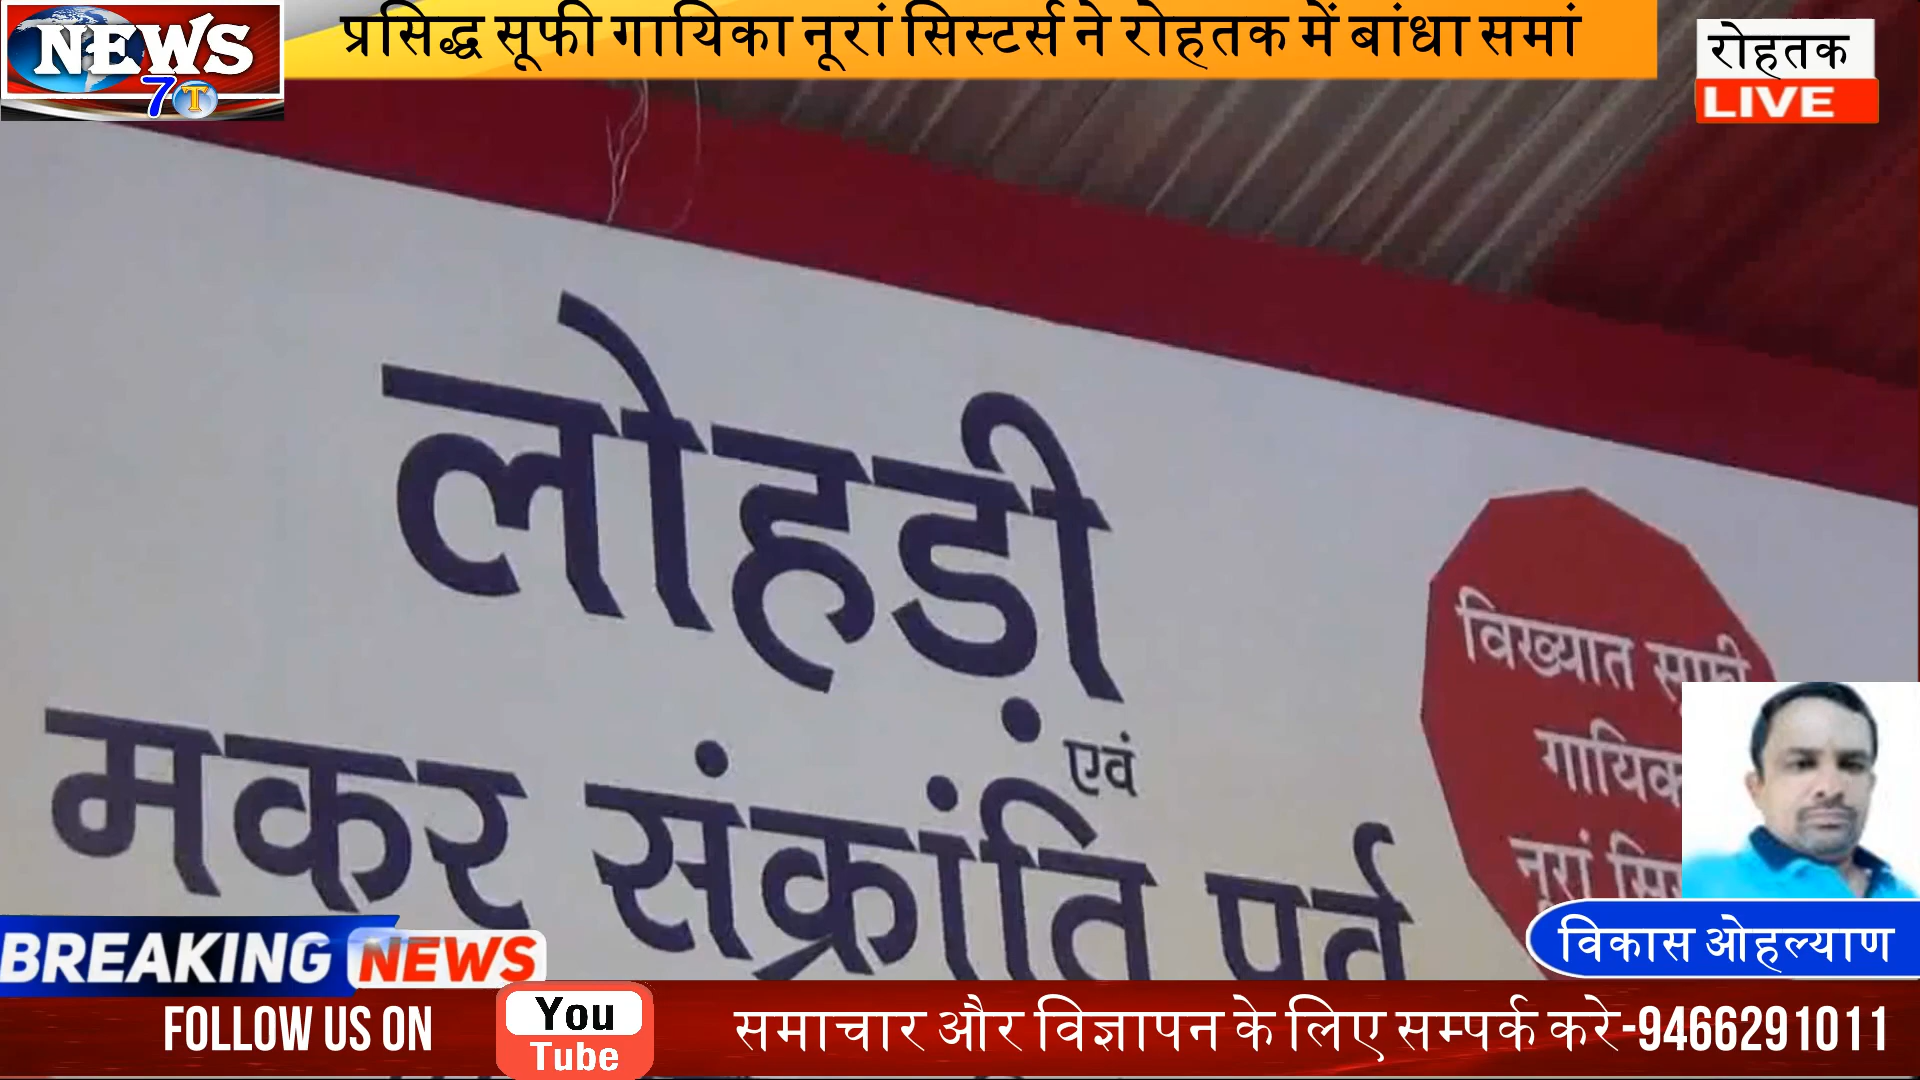 NEWS
7T
प्रसिद्ध सूफी गायिका नूरां सिस्टर्स ने रोहतक में बांधा समां
रोहतक
LIVE
लोहड़ी
एवं
मकर संक्रांति पर्व
विख्यात सूफी
नूरां
विकास ओहल्याण
BREAKING NEWS
FOLLOW US ON
You
Tube
समाचार और विज्ञापन के लिए सम्पर्क करे-9466291011